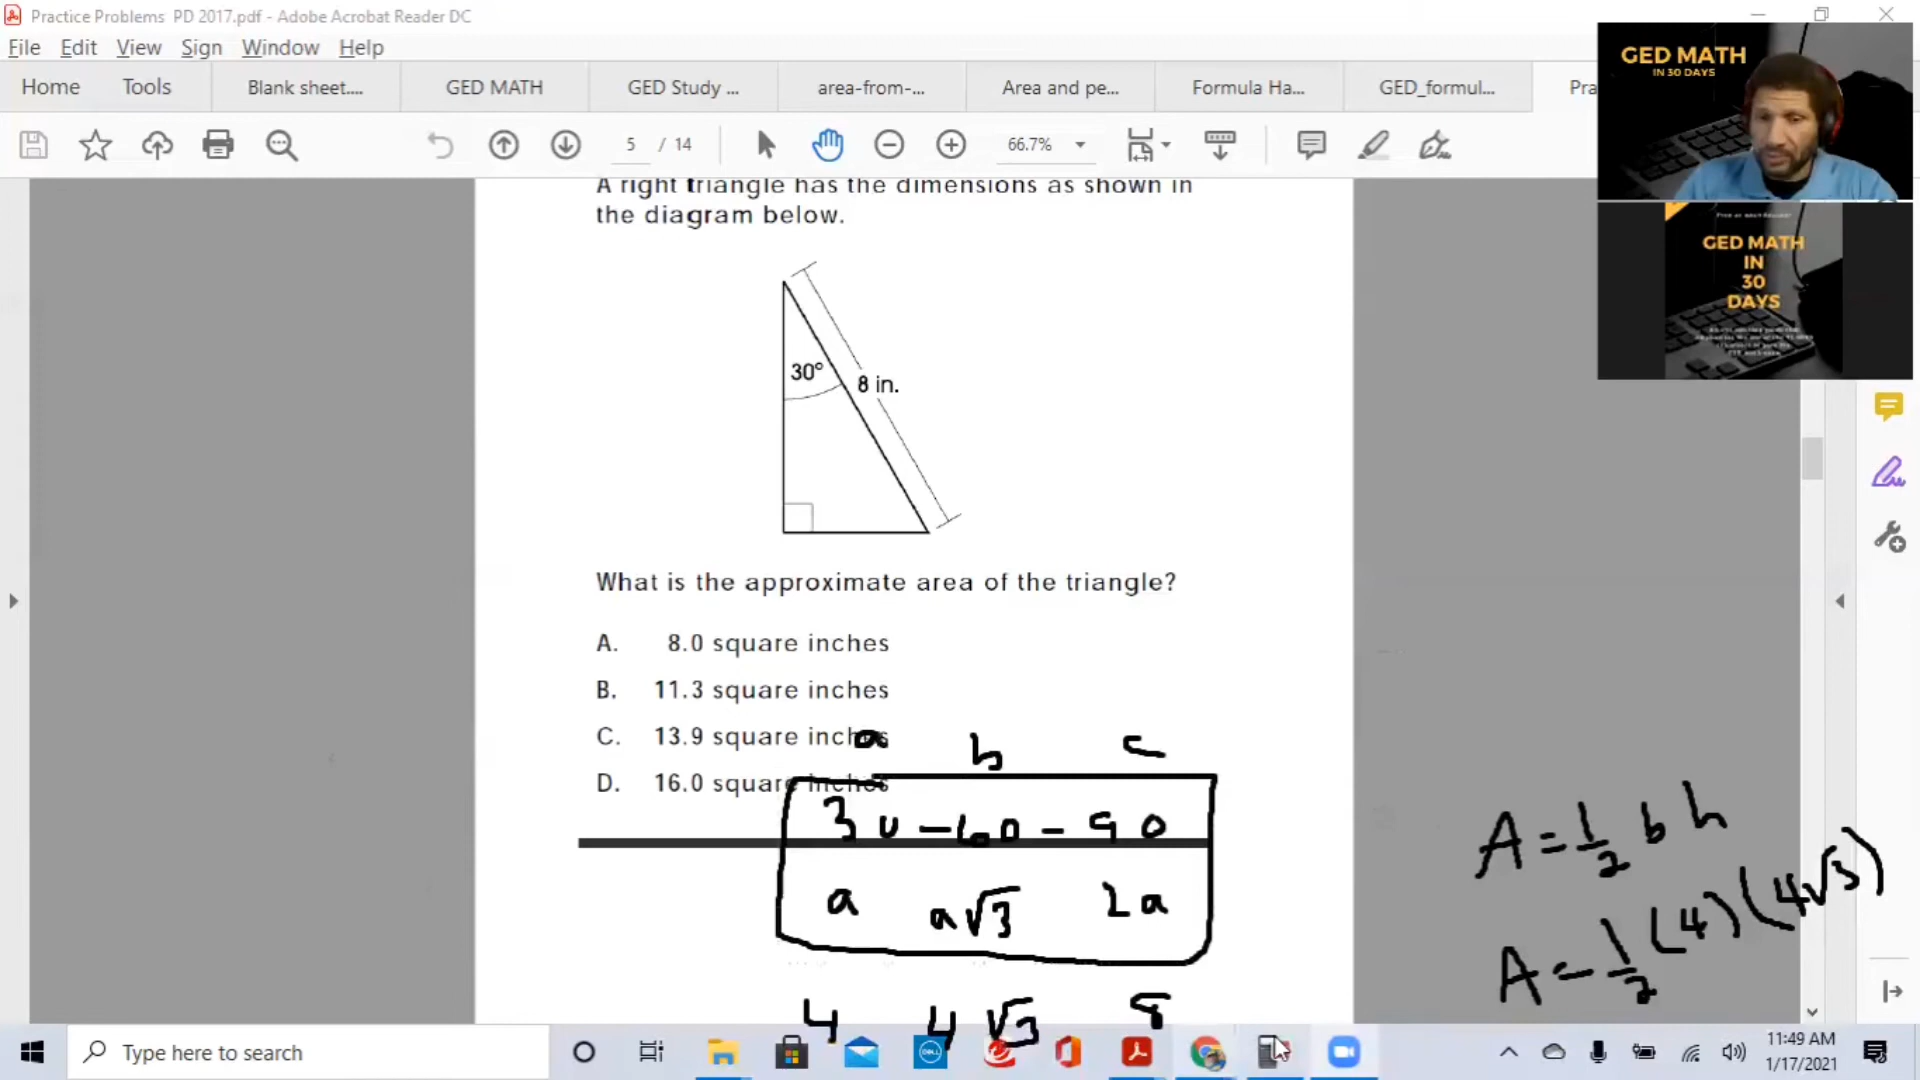 Practice Problems PD 2017.pdf - Adobe Acrobat Reader DC
File Edit View Sign Window Help
Home Tools Blank sheet.... GED MATH GED Study ... area-from-... Area and pe... Formula Ha... GED_formul... Pra
5 / 14 66.7%
GED MATH
IN 30 DAYS
GED MATH
IN
30
DAYS
A right triangle has the dimensions as shown in
the diagram below.
30°
8 in.
What is the approximate area of the triangle?
A. 8.0 square inches
B. 11.3 square inches
C. 13.9 square inches
D. 16.0 square inches
a b c
30 - 60 - 90
a a√3 2a
4 4√3 8
A = 1/2 b h
A = 1/2 (4)(4√3)
Type here to search
DELL
11:49 AM
1/17/2021